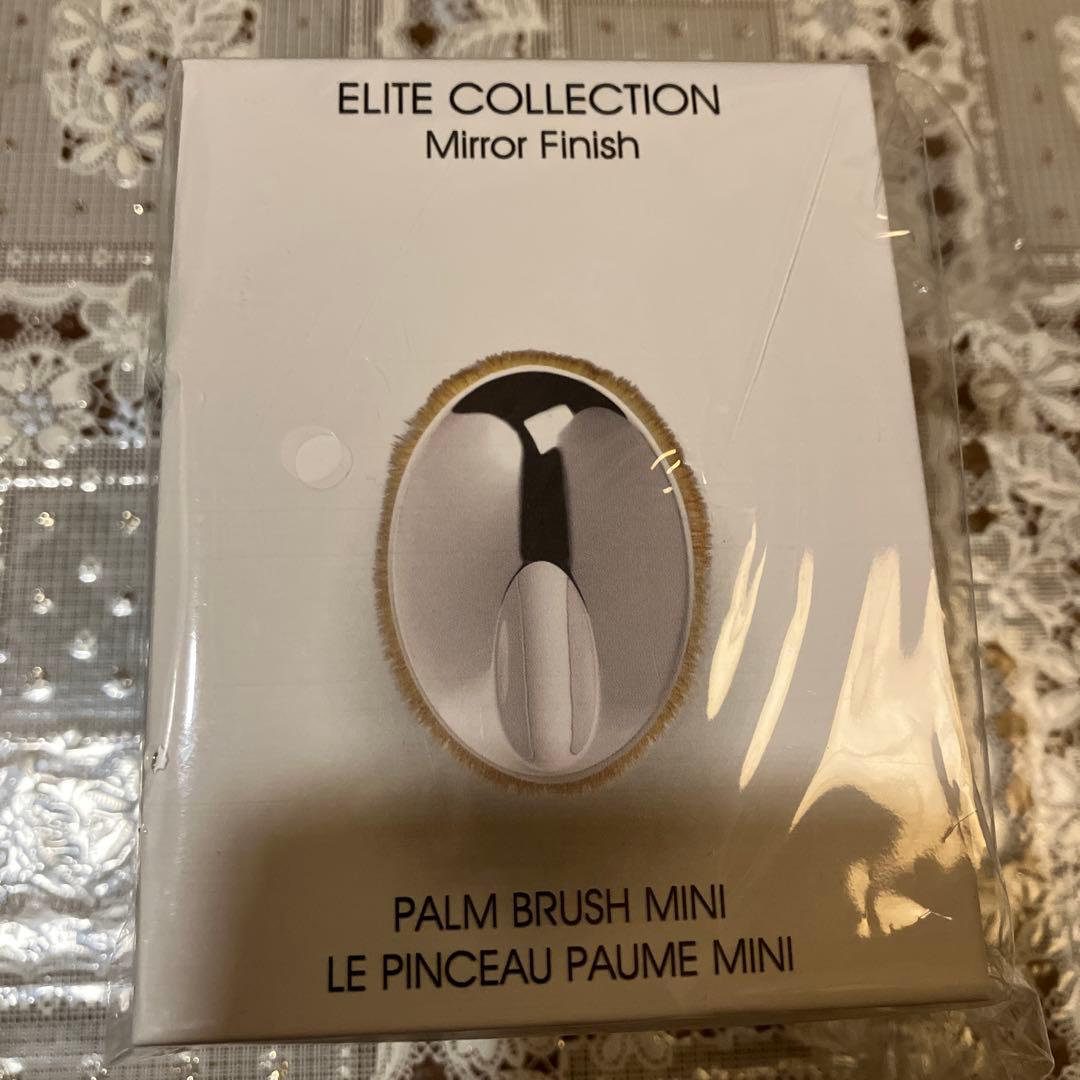 ELITE COLLECTION
Mirror Finish
PALM BRUSH MINI
LE PINCEAU PAUME MINI